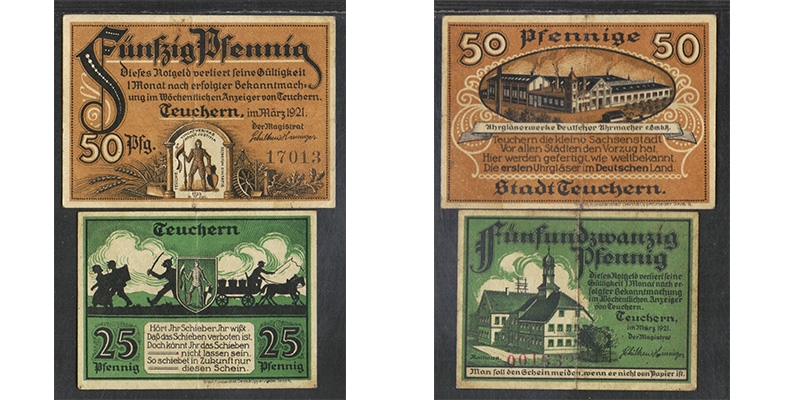 Fünfzig Pfennig
Dieses Notgeld verliert seine Gültigkeit
1 Monat nach erfolgter Bekanntmach=
ung im Wöchentlichen Anzeiger von Teuchern.
Teuchern, im März 1921.
Der Magistrat
50 Pfg.
17013
50 Pfennige 50
Uhrgläserwerke Deutscher Uhrmacher e.G.m.b.H.
Teuchern die kleine Sachsenstadt
Vor allen Städten den Vorzug hat.
Hier werden gefertigt, wie weltbekannt.
Die ersten Uhrgläser im Deutschen Land.
Stadt Teuchern.
Teuchern
Hört Ihr Schieber, Ihr wißt
Daß das Schieben verboten ist.
Doch könnt Ihr das Schieben
nicht lassen sein.
So schiebet in Zukunft nur
diesen Schein.
25 Pfennig
25 Pfennig
Fünfundzwanzig
Pfennig
Dieses Notgeld verliert seine
Gültigkeit 1 Monat nach er=
folgter Bekanntmachung
im Wöchentlichen Anzeiger
von Teuchern.
Teuchern,
im März 1921.
Der Magistrat
Rathaus.
Man soll den Schein meiden, wenn er nicht von Papier ist.